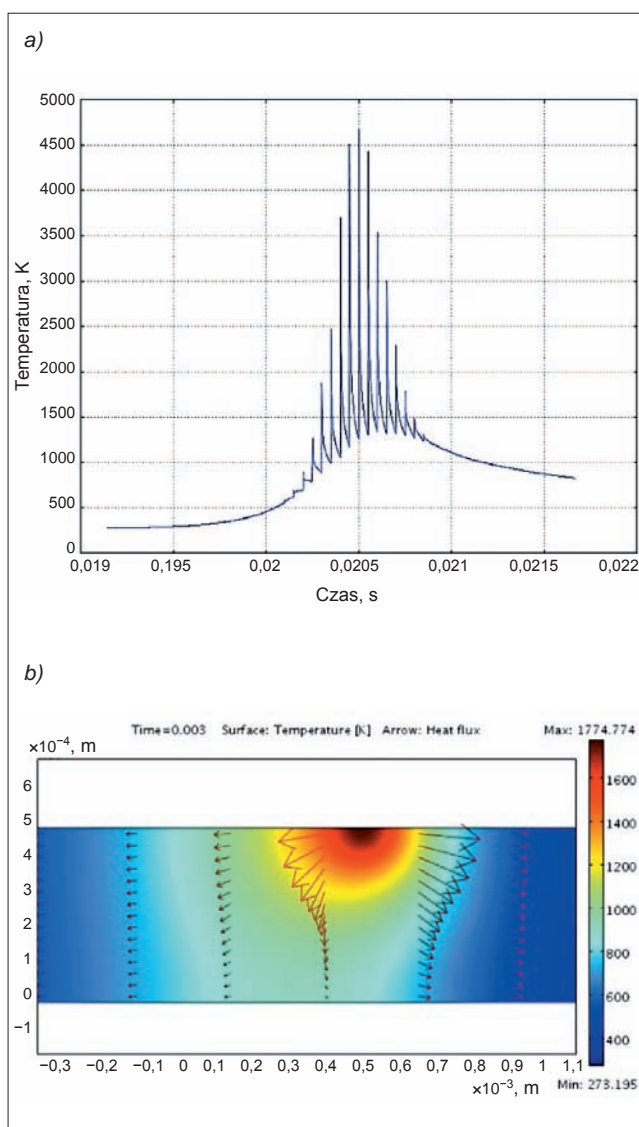 a)
5000
4500
4000
3500
3000
2500
2000
1500
1000
500
0
Temperatura, K
0,019 0,195 0,02 0,0205 0,021 0,0215 0,022
Czas, s
b)
Time=0.003 Surface: Temperature [K] Arrow: Heat flux Max: 1774.774
×10⁻⁴, m
6
5
4
3
2
1
0
−1
1600
1400
1200
1000
800
600
400
−0,3 −0,1 0 0,1 0,2 0,3 0,4 0,5 0,6 0,7 0,8 0,9 1 1,1
×10⁻³, m
Min: 273.195